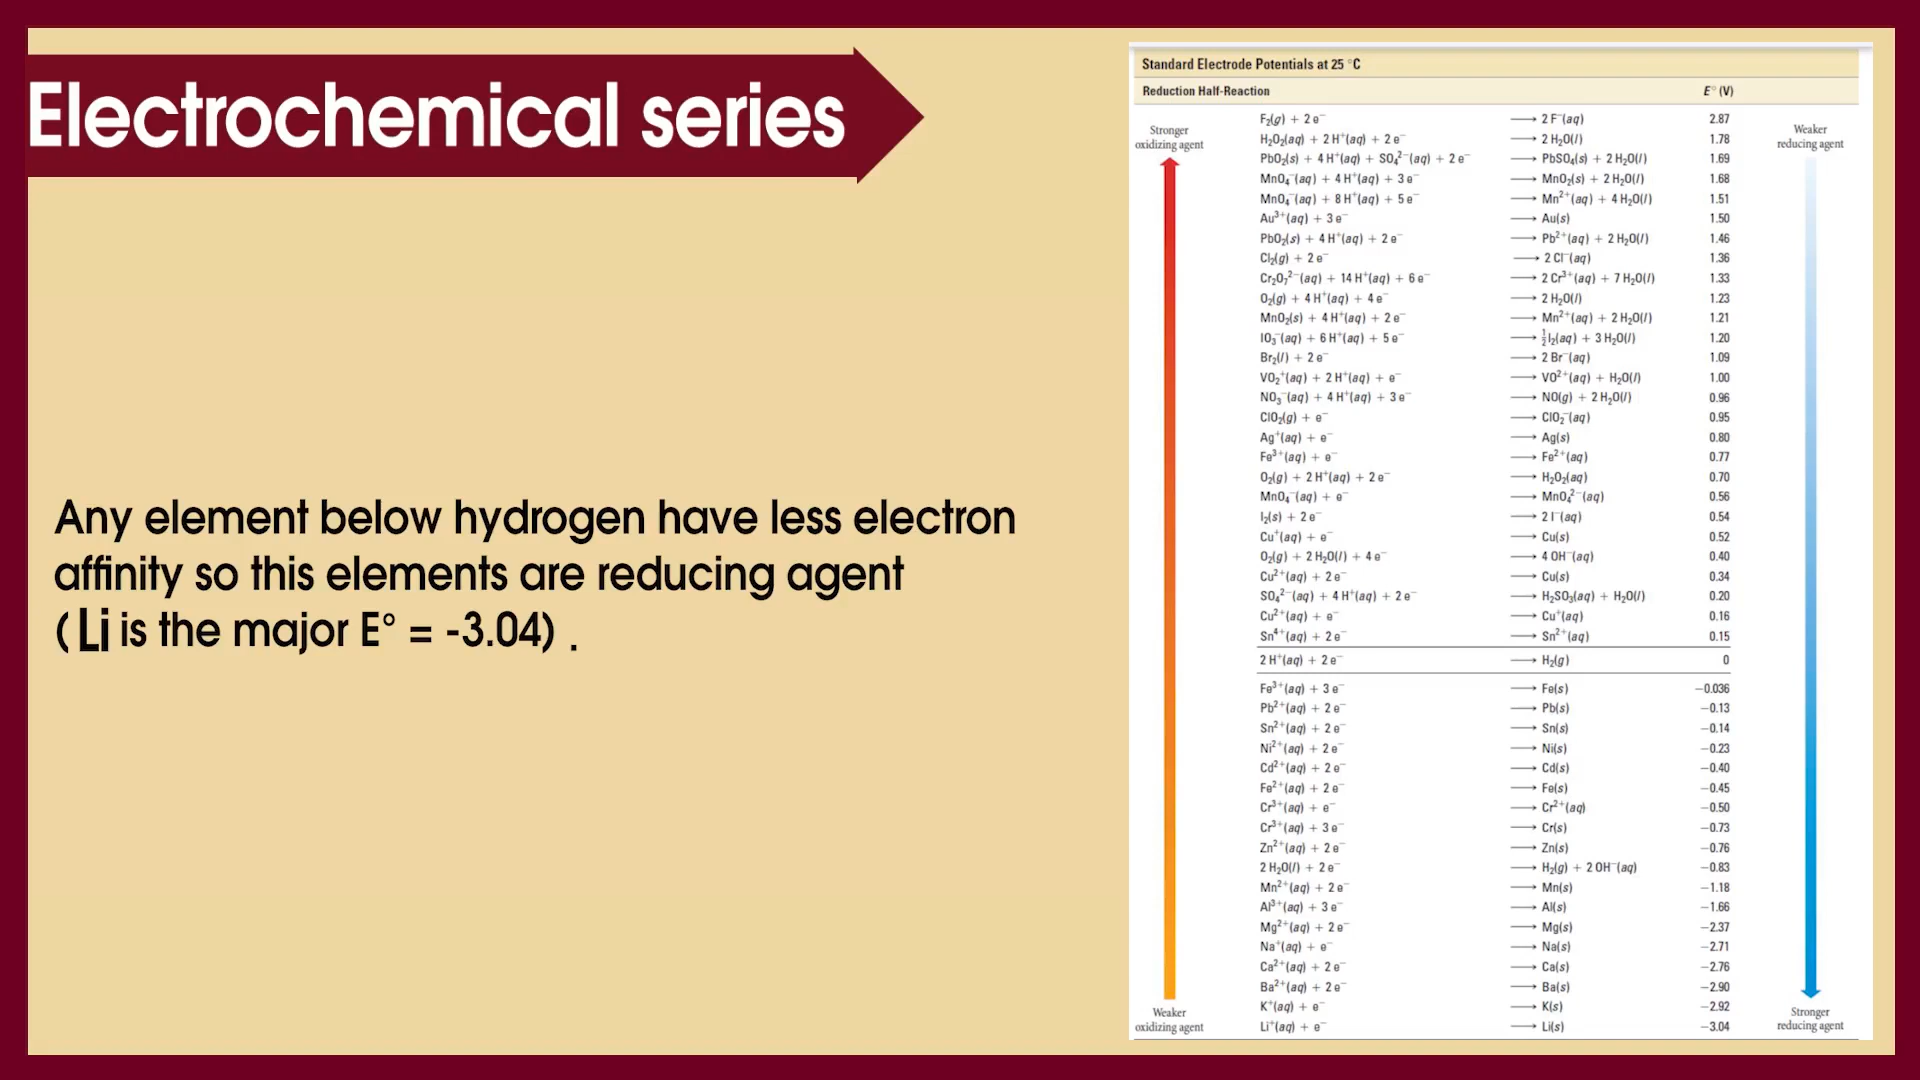 Electrochemical series
Any element below hydrogen have less electron
affinity so this elements are reducing agent
( Li is the major E° = -3.04) .
Standard Electrode Potentials at 25 °C
Reduction Half-Reaction E° (V)
Stronger
oxidizing agent
Weaker
reducing agent
F₂(g) + 2 e⁻ ⟶ 2 F⁻(aq) 2.87
H₂O₂(aq) + 2 H⁺(aq) + 2 e⁻ ⟶ 2 H₂O(l) 1.78
PbO₂(s) + 4 H⁺(aq) + SO₄²⁻(aq) + 2 e⁻ ⟶ PbSO₄(s) + 2 H₂O(l) 1.69
MnO₄⁻(aq) + 4 H⁺(aq) + 3 e⁻ ⟶ MnO₂(s) + 2 H₂O(l) 1.68
MnO₄⁻(aq) + 8 H⁺(aq) + 5 e⁻ ⟶ Mn²⁺(aq) + 4 H₂O(l) 1.51
Au³⁺(aq) + 3 e⁻ ⟶ Au(s) 1.50
PbO₂(s) + 4 H⁺(aq) + 2 e⁻ ⟶ Pb²⁺(aq) + 2 H₂O(l) 1.46
Cl₂(g) + 2 e⁻ ⟶ 2 Cl⁻(aq) 1.36
Cr₂O₇²⁻(aq) + 14 H⁺(aq) + 6 e⁻ ⟶ 2 Cr³⁺(aq) + 7 H₂O(l) 1.33
O₂(g) + 4 H⁺(aq) + 4 e⁻ ⟶ 2 H₂O(l) 1.23
MnO₂(s) + 4 H⁺(aq) + 2 e⁻ ⟶ Mn²⁺(aq) + 2 H₂O(l) 1.21
IO₃⁻(aq) + 6 H⁺(aq) + 5 e⁻ ⟶ ½I₂(aq) + 3 H₂O(l) 1.20
Br₂(l) + 2 e⁻ ⟶ 2 Br⁻(aq) 1.09
VO₂⁺(aq) + 2 H⁺(aq) + e⁻ ⟶ VO²⁺(aq) + H₂O(l) 1.00
NO₃⁻(aq) + 4 H⁺(aq) + 3 e⁻ ⟶ NO(g) + 2 H₂O(l) 0.96
ClO₂(g) + e⁻ ⟶ ClO₂⁻(aq) 0.95
Ag⁺(aq) + e⁻ ⟶ Ag(s) 0.80
Fe³⁺(aq) + e⁻ ⟶ Fe²⁺(aq) 0.77
O₂(g) + 2 H⁺(aq) + 2 e⁻ ⟶ H₂O₂(aq) 0.70
MnO₄⁻(aq) + e⁻ ⟶ MnO₄²⁻(aq) 0.56
I₂(s) + 2 e⁻ ⟶ 2 I⁻(aq) 0.54
Cu⁺(aq) + e⁻ ⟶ Cu(s) 0.52
O₂(g) + 2 H₂O(l) + 4 e⁻ ⟶ 4 OH⁻(aq) 0.40
Cu²⁺(aq) + 2 e⁻ ⟶ Cu(s) 0.34
SO₄²⁻(aq) + 4 H⁺(aq) + 2 e⁻ ⟶ H₂SO₃(aq) + H₂O(l) 0.20
Cu²⁺(aq) + e⁻ ⟶ Cu⁺(aq) 0.16
Sn⁴⁺(aq) + 2 e⁻ ⟶ Sn²⁺(aq) 0.15
2 H⁺(aq) + 2 e⁻ ⟶ H₂(g) 0
Fe³⁺(aq) + 3 e⁻ ⟶ Fe(s) −0.036
Pb²⁺(aq) + 2 e⁻ ⟶ Pb(s) −0.13
Sn²⁺(aq) + 2 e⁻ ⟶ Sn(s) −0.14
Ni²⁺(aq) + 2 e⁻ ⟶ Ni(s) −0.23
Cd²⁺(aq) + 2 e⁻ ⟶ Cd(s) −0.40
Fe²⁺(aq) + 2 e⁻ ⟶ Fe(s) −0.45
Cr³⁺(aq) + e⁻ ⟶ Cr²⁺(aq) −0.50
Cr³⁺(aq) + 3 e⁻ ⟶ Cr(s) −0.73
Zn²⁺(aq) + 2 e⁻ ⟶ Zn(s) −0.76
2 H₂O(l) + 2 e⁻ ⟶ H₂(g) + 2 OH⁻(aq) −0.83
Mn²⁺(aq) + 2 e⁻ ⟶ Mn(s) −1.18
Al³⁺(aq) + 3 e⁻ ⟶ Al(s) −1.66
Mg²⁺(aq) + 2 e⁻ ⟶ Mg(s) −2.37
Na⁺(aq) + e⁻ ⟶ Na(s) −2.71
Ca²⁺(aq) + 2 e⁻ ⟶ Ca(s) −2.76
Ba²⁺(aq) + 2 e⁻ ⟶ Ba(s) −2.90
K⁺(aq) + e⁻ ⟶ K(s) −2.92
Li⁺(aq) + e⁻ ⟶ Li(s) −3.04
Weaker
oxidizing agent
Stronger
reducing agent